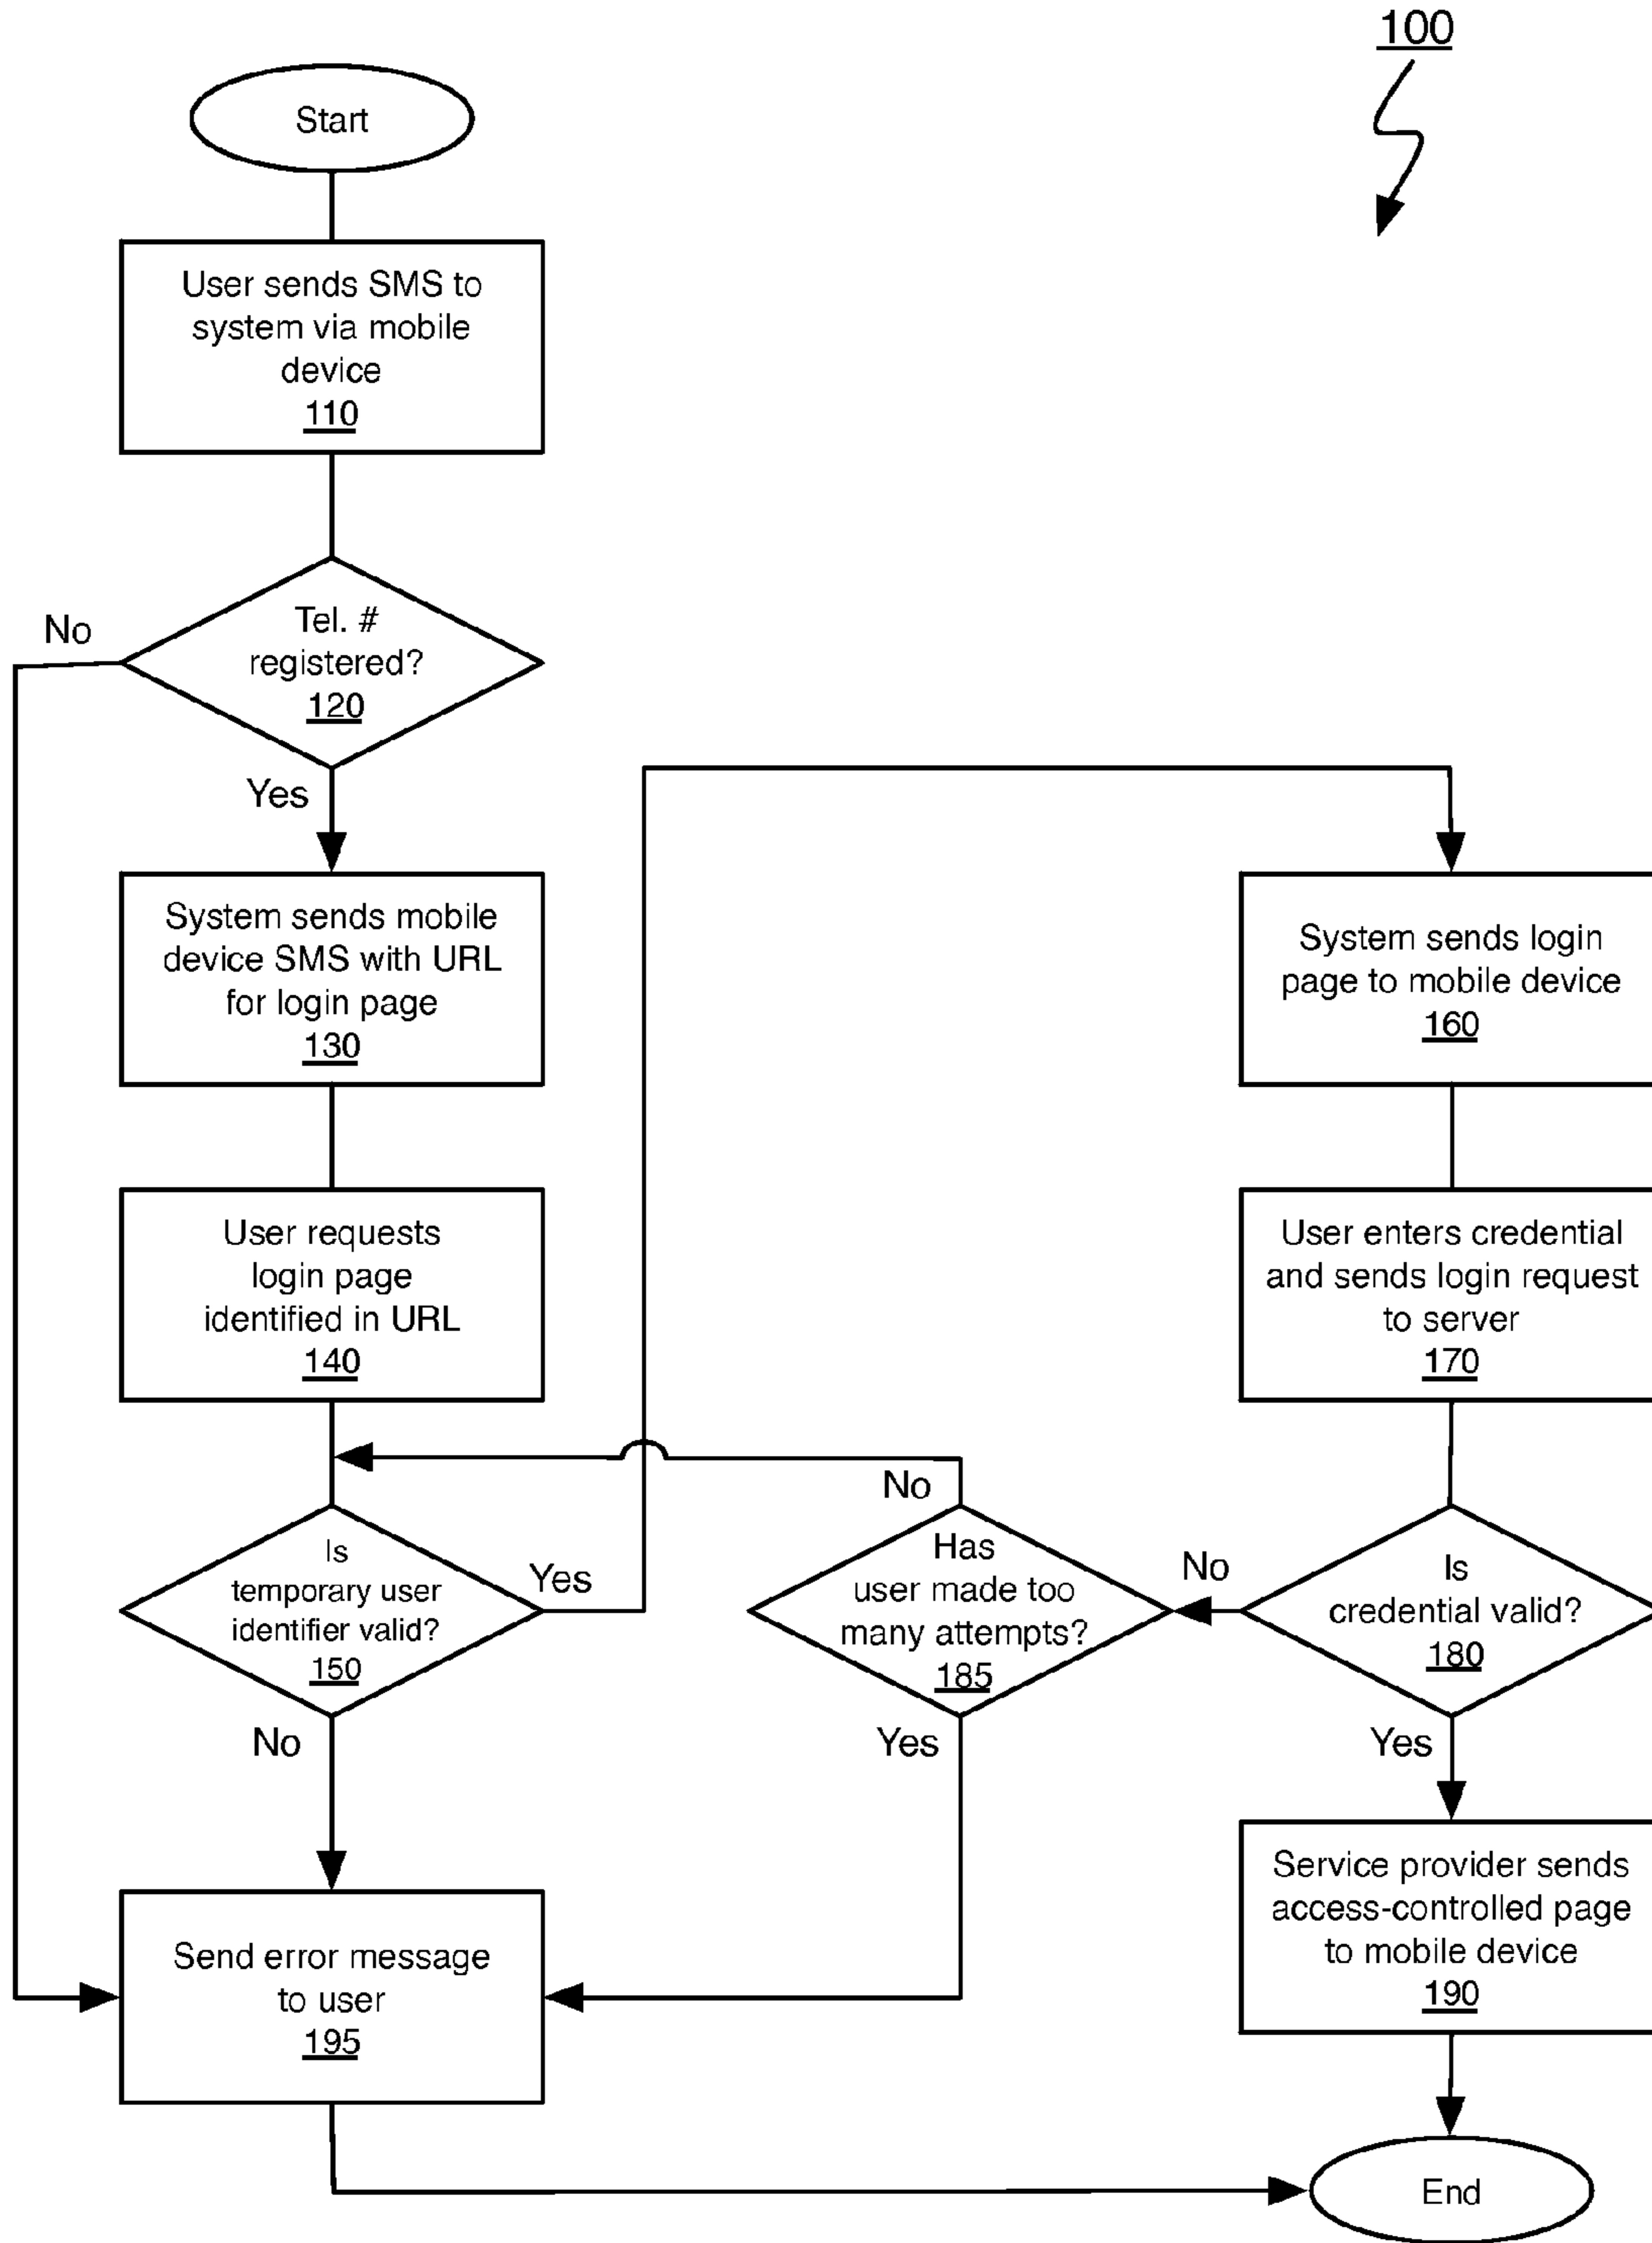 100
Start
User sends SMS to
system via mobile
device
110
Tel. #
registered?
120
No
Yes
System sends mobile
device SMS with URL
for login page
130
User requests
login page
identified in URL
140
Is
temporary user
identifier valid?
150
Yes
No
System sends login
page to mobile device
160
User enters credential
and sends login request
to server
170
Is
credential valid?
180
No
Yes
Has
user made too
many attempts?
185
No
Yes
Service provider sends
access-controlled page
to mobile device
190
Send error message
to user
195
End